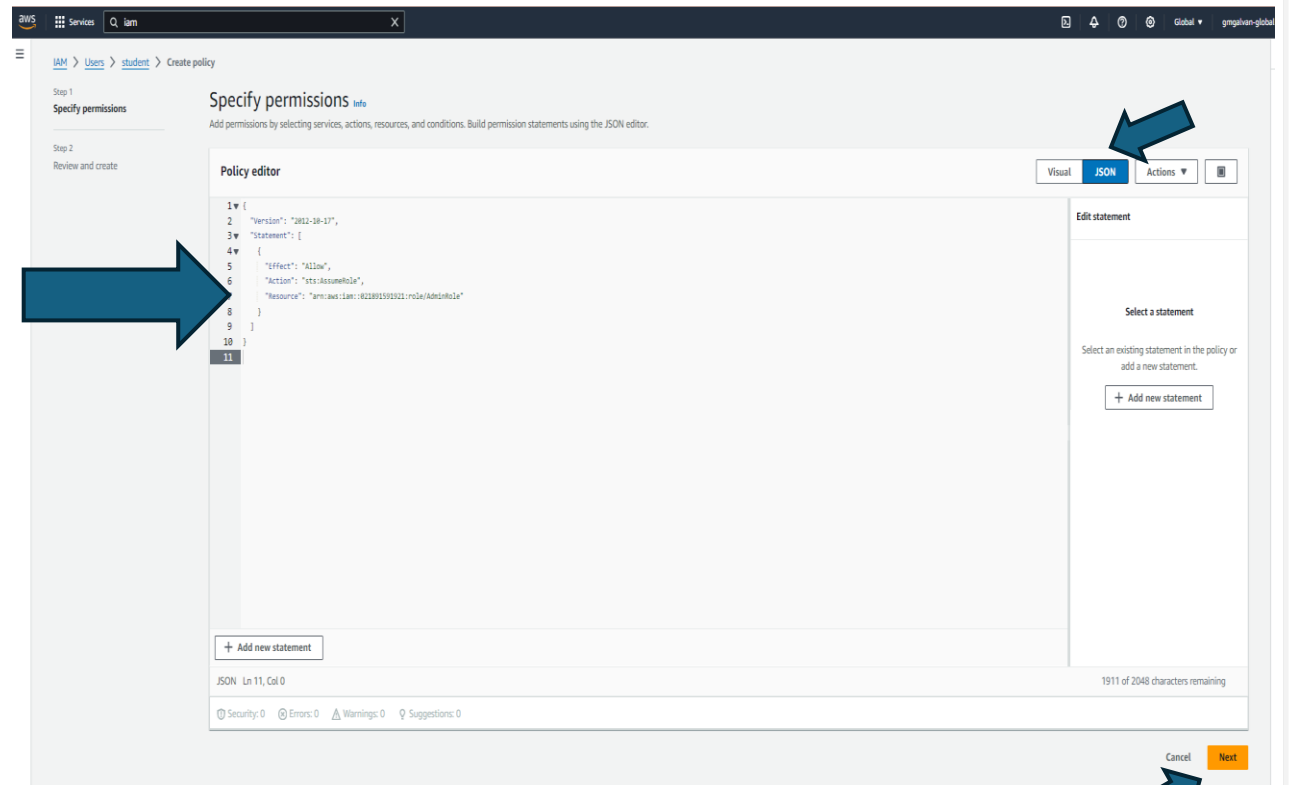 aws Services iam X Global ▼ gmgalvan-global
IAM > Users > student > Create policy
Step 1
Specify permissions
Step 2
Review and create
Specify permissions Info
Add permissions by selecting services, actions, resources, and conditions. Build permission statements using the JSON editor.
Policy editor
Visual JSON Actions ▼
1▼ {
2 "Version": "2012-10-17",
3▼ "Statement": [
4▼ {
5 "Effect": "Allow",
6 "Action": "sts:AssumeRole",
"Resource": "arn:aws:iam::021891591921:role/AdminRole"
8 }
9 ]
10 }
11
Edit statement
Select a statement
Select an existing statement in the policy or
add a new statement.
+ Add new statement
+ Add new statement
JSON Ln 11, Col 0
1911 of 2048 characters remaining
Security: 0 Errors: 0 Warnings: 0 Suggestions: 0
Cancel Next